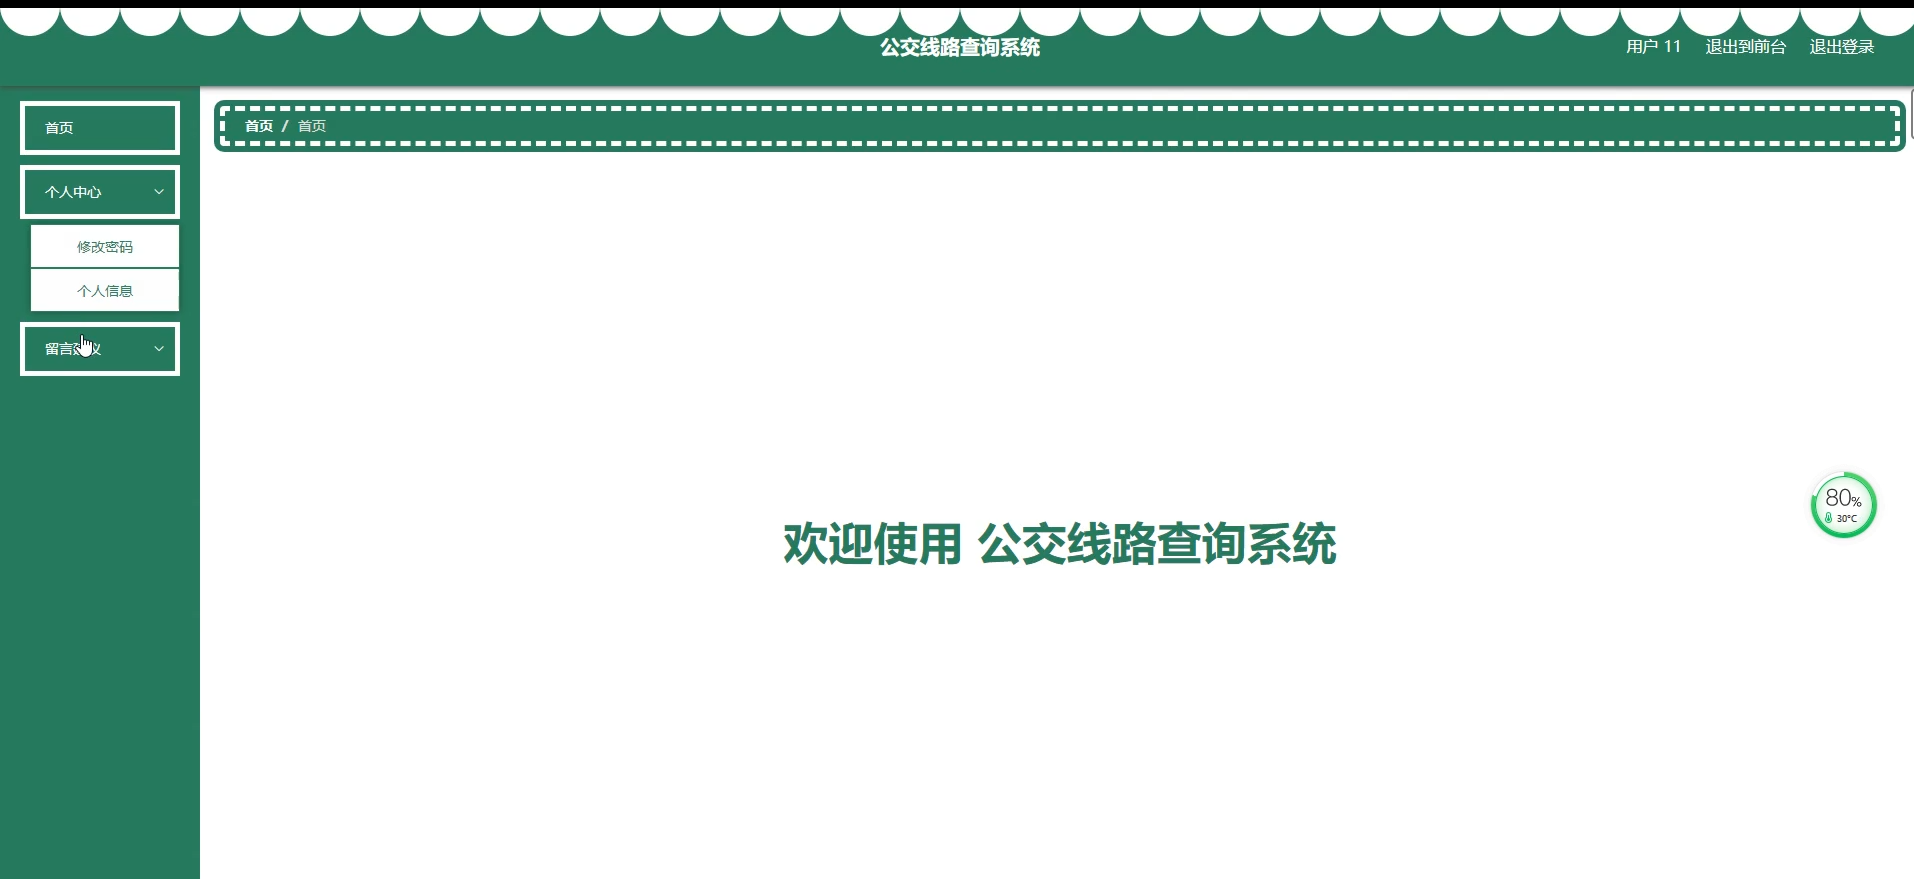 公交线路查询系统
用户 11 退出到前台 退出登录
首页
首页 / 首页
个人中心
修改密码
个人信息
留言
80%
30°C
欢迎使用 公交线路查询系统